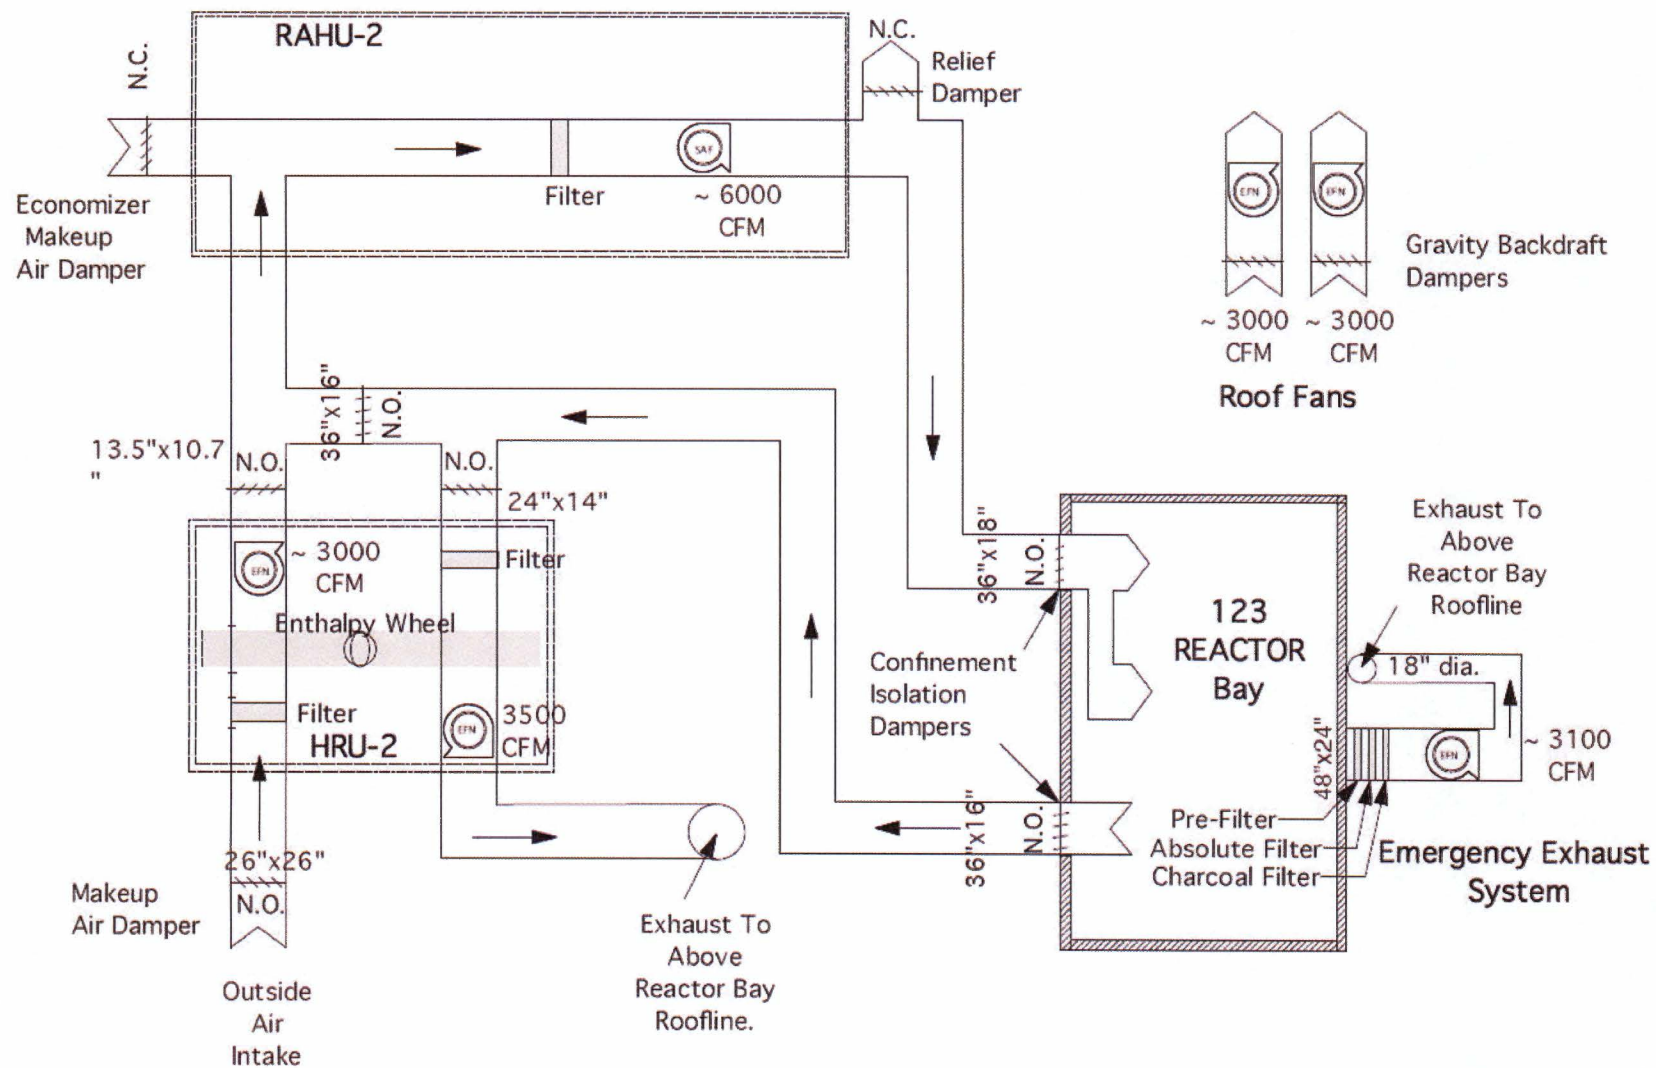 RAHU-2
N.C.
N.C.
Relief
Damper
SAF
Filter
~ 6000
CFM
Economizer
Makeup
Air Damper
EFN
EFN
Gravity Backdraft
Dampers
~ 3000
CFM
~ 3000
CFM
Roof Fans
36"x16"
N.O.
13.5"x10.7
"
N.O.
N.O.
24"x14"
EFN
~ 3000
CFM
Filter
Enthalpy Wheel
Filter
HRU-2
EFN
3500
CFM
26"x26"
N.O.
Makeup
Air Damper
Outside
Air
Intake
Exhaust To
Above
Reactor Bay
Roofline.
36"x18"
N.O.
Confinement
Isolation
Dampers
36"x16"
N.O.
123
REACTOR
Bay
Exhaust To
Above
Reactor Bay
Roofline
18" dia.
48"x24"
EFN
~ 3100
CFM
Pre-Filter
Absolute Filter
Charcoal Filter
Emergency Exhaust
System